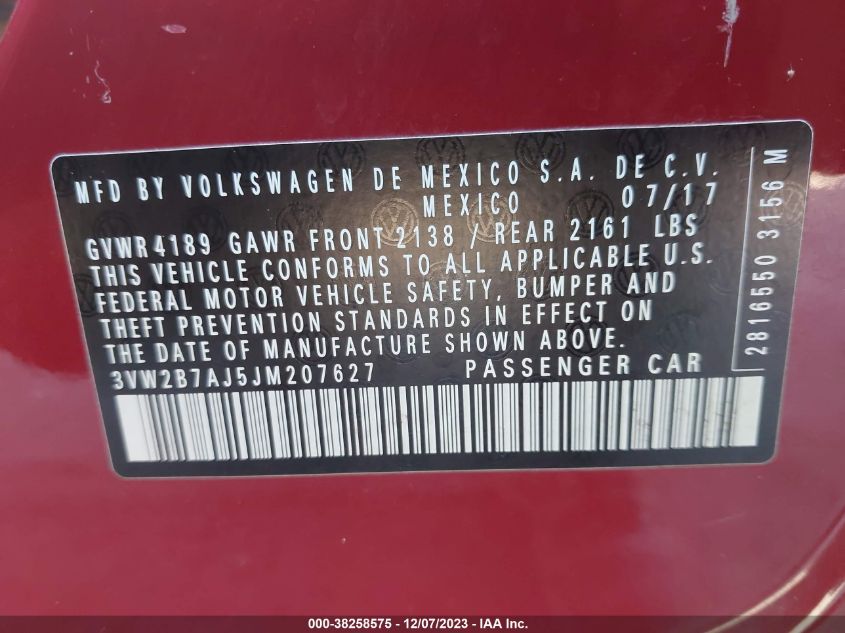 MFD BY VOLKSWAGEN DE MEXICO S.A. DE C.V.
MEXICO 07/17
GVWR 4189 GAWR FRONT 2138 / REAR 2161 LBS
THIS VEHICLE CONFORMS TO ALL APPLICABLE U.S.
FEDERAL MOTOR VEHICLE SAFETY, BUMPER AND
THEFT PREVENTION STANDARDS IN EFFECT ON
THE DATE OF MANUFACTURE SHOWN ABOVE.
3VW2B7AJ5JM207627 PASSENGER CAR
2816550 3156 M
000-38258575 - 12/07/2023 - IAA Inc.